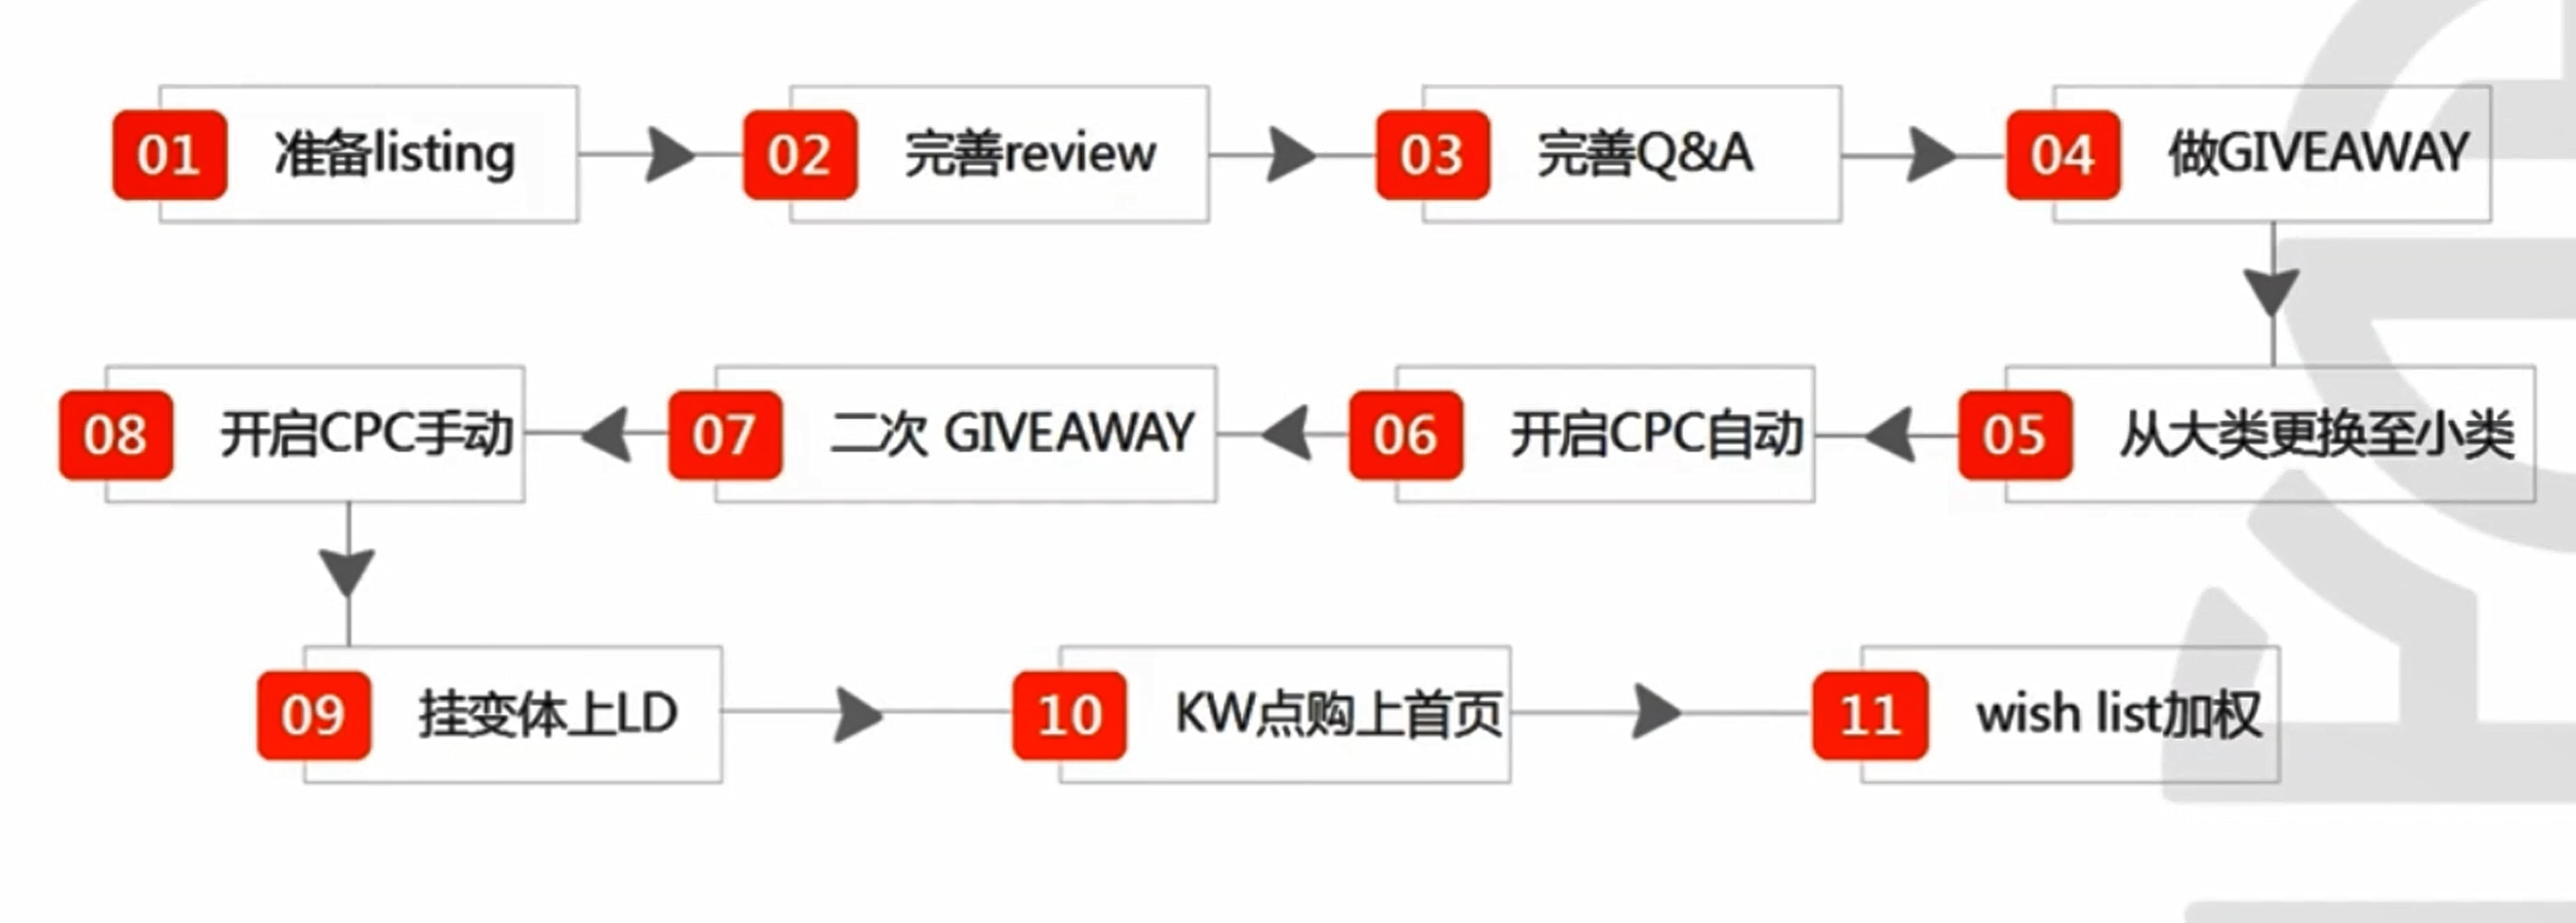 01 准备listing
02 完善review
03 完善Q&A
04 做GIVEAWAY
05 从大类更换至小类
06 开启CPC自动
07 二次 GIVEAWAY
08 开启CPC手动
09 挂变体上LD
10 KW点购上首页
11 wish list加权